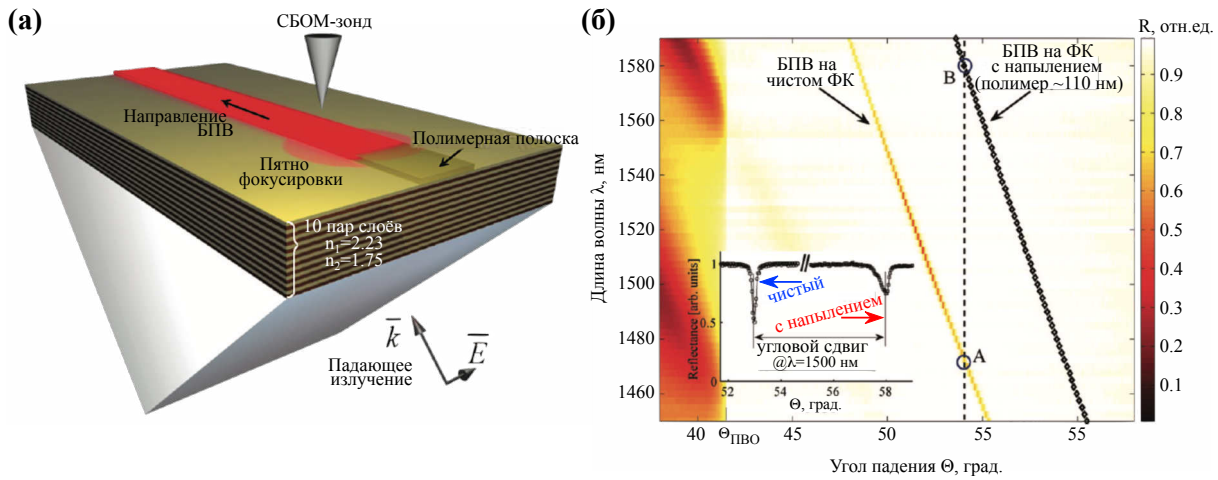 (а)
СБОМ-зонд
Направление
БПВ
Полимерная полоска
Пятно
фокусировки
10 пар слоёв
n1=2.23
n2=1.75
k
E
Падающее
излучение
(б)
R, отн.ед.
Длина волны λ, нм
1580
1560
1540
1520
1500
1480
1460
БПВ на
чистом ФК
B
БПВ на ФК
с напылением
(полимер ~110 нм)
A
Reflectance [arb. units]
1
0.5
0
чистый
с напылением
угловой сдвиг
@λ=1500 nm
52
54
56
58
Θ, град.
40
ΘПВО
45
50
55
55
Угол падения Θ, град.
0.9
0.8
0.7
0.6
0.5
0.4
0.3
0.2
0.1